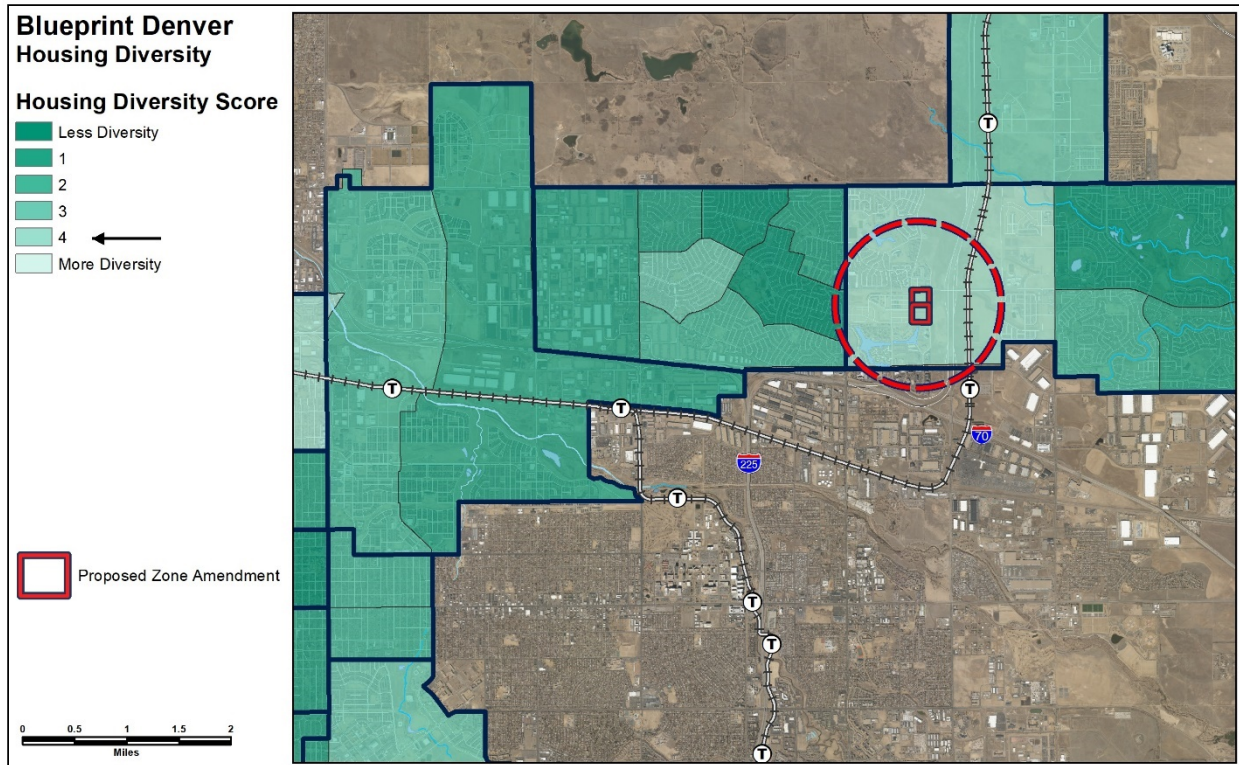 Blueprint Denver
Housing Diversity
Housing Diversity Score
Less Diversity
1
2
3
4
More Diversity
Proposed Zone Amendment
0 0.5 1 1.5 2
Miles
T
T
T
T
70
225
T
T
T
T